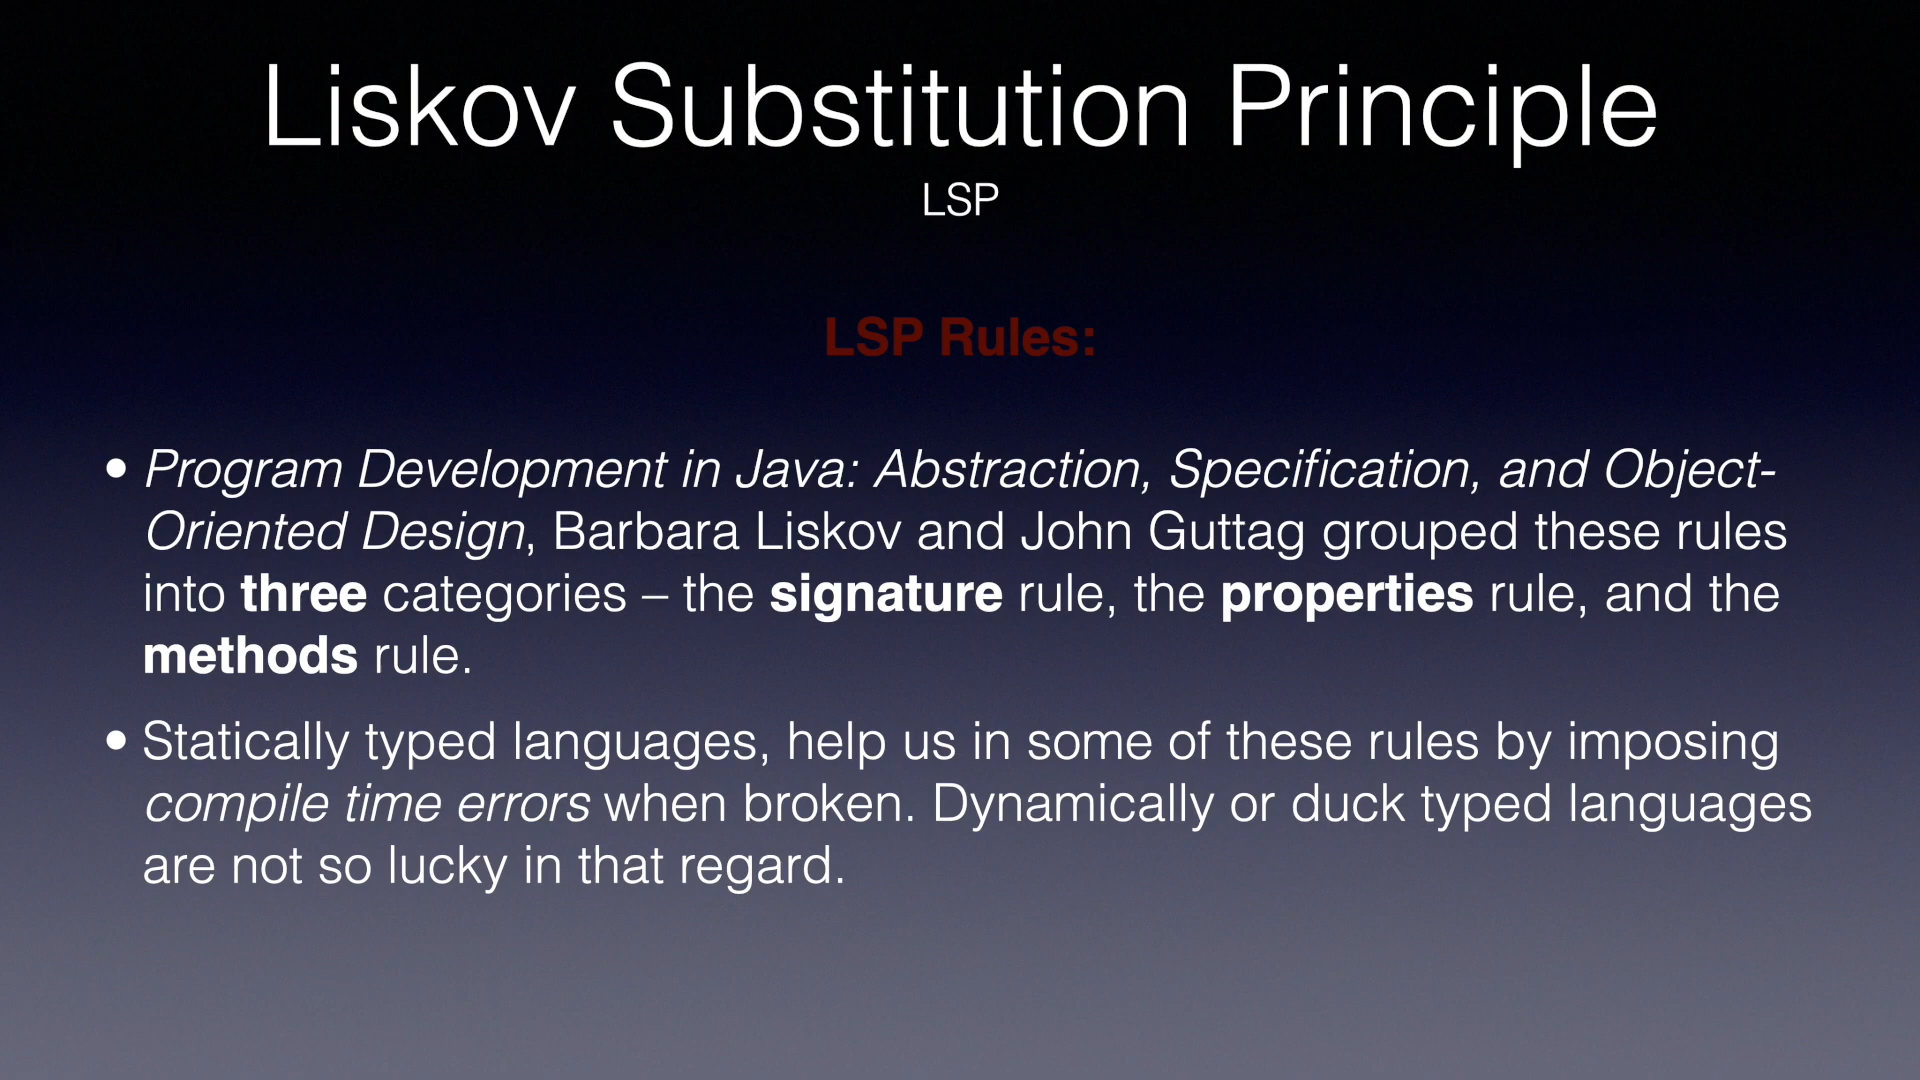 Liskov Substitution Principle
LSP
LSP Rules:
• Program Development in Java: Abstraction, Specification, and Object-
Oriented Design, Barbara Liskov and John Guttag grouped these rules
into three categories – the signature rule, the properties rule, and the
methods rule.
• Statically typed languages, help us in some of these rules by imposing
compile time errors when broken. Dynamically or duck typed languages
are not so lucky in that regard.